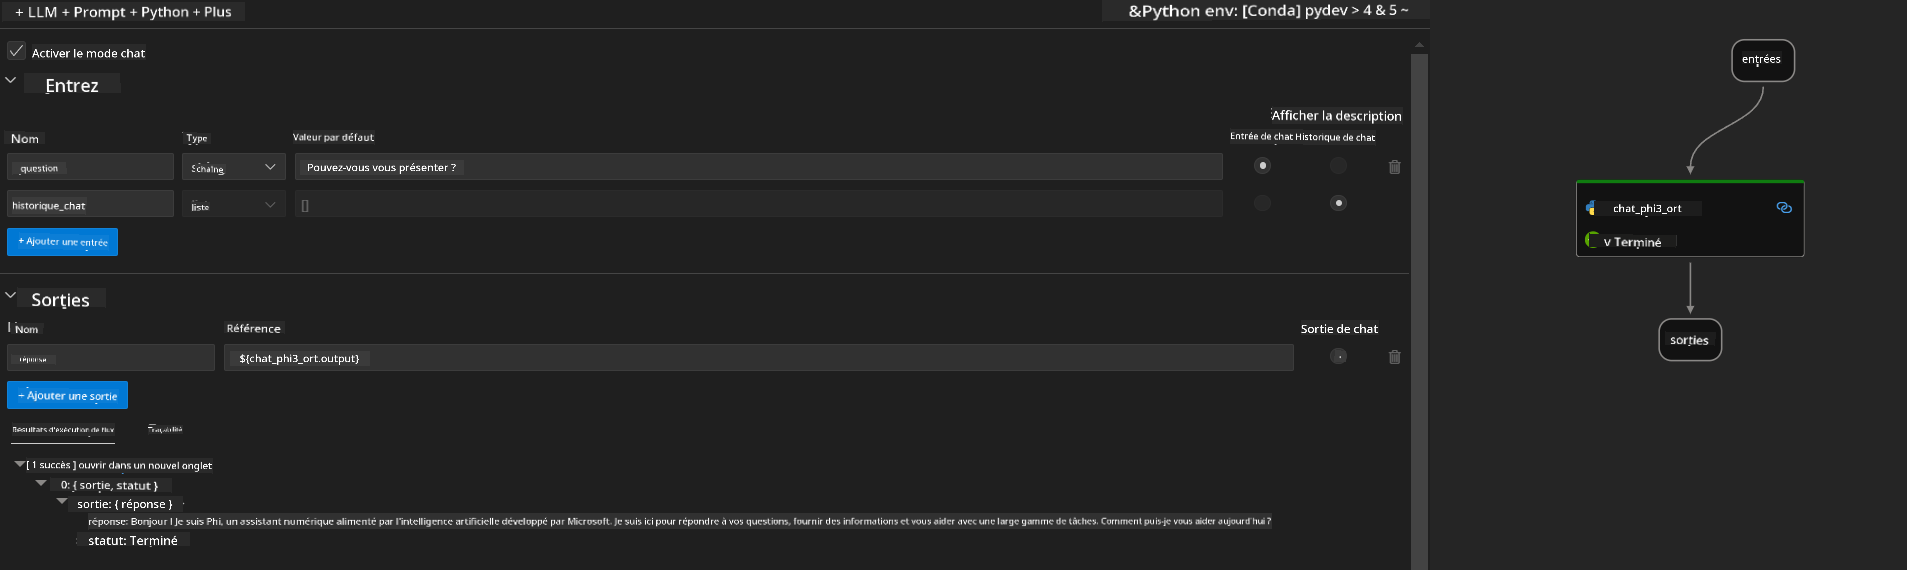 + LLM + Prompt + Python + Plus
&Python env: [Conda] pydev > 4 & 5 ~
Activer le mode chat
Entrez
Afficher la description
Nom Type Valeur par défaut Entrée de chat Historique de chat
question Pouvez-vous vous présenter ?
historique_chat liste []
+ Ajouter une entrée
Sorties
Nom Référence Sortie de chat
réponse ${chat_phi3_ort.output}
+ Ajouter une sortie
Résultats d'exécution de flux Traçabilité
[ 1 succès ] ouvrir dans un nouvel onglet
0: { sortie, statut }
sortie: { réponse }
réponse: Bonjour ! Je suis Phi, un assistant numérique alimenté par l'intelligence artificielle développé par Microsoft. Je suis ici pour répondre à vos questions, fournir des informations et vous aider avec une large gamme de tâches. Comment puis-je vous aider aujourd'hui ?
statut: Terminé
entrées
chat_phi3_ort
v Terminé
sorties